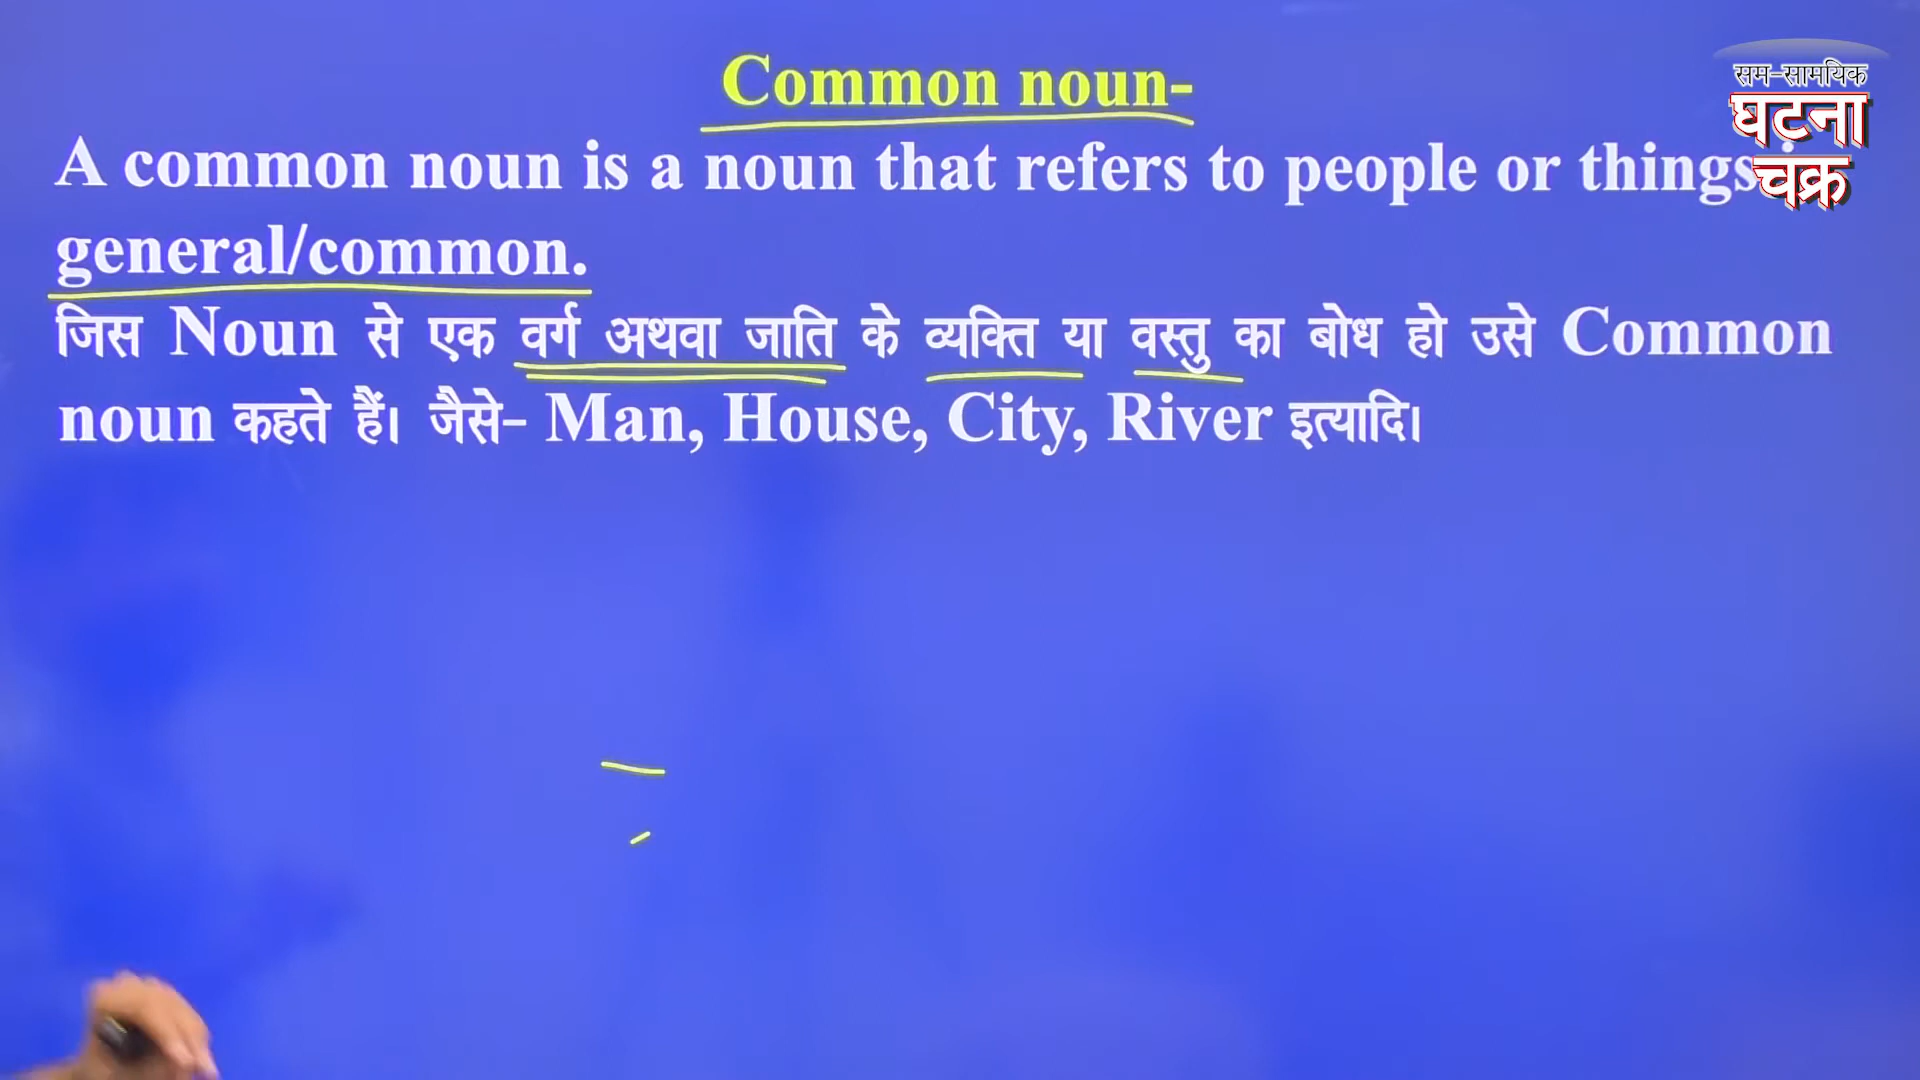 Common noun-
A common noun is a noun that refers to people or things
general/common.
जिस Noun से एक वर्ग अथवा जाति के व्यक्ति या वस्तु का बोध हो उसे Common
noun कहते हैं। जैसे- Man, House, City, River इत्यादि।
सम-सामयिक
घटना
चक्र